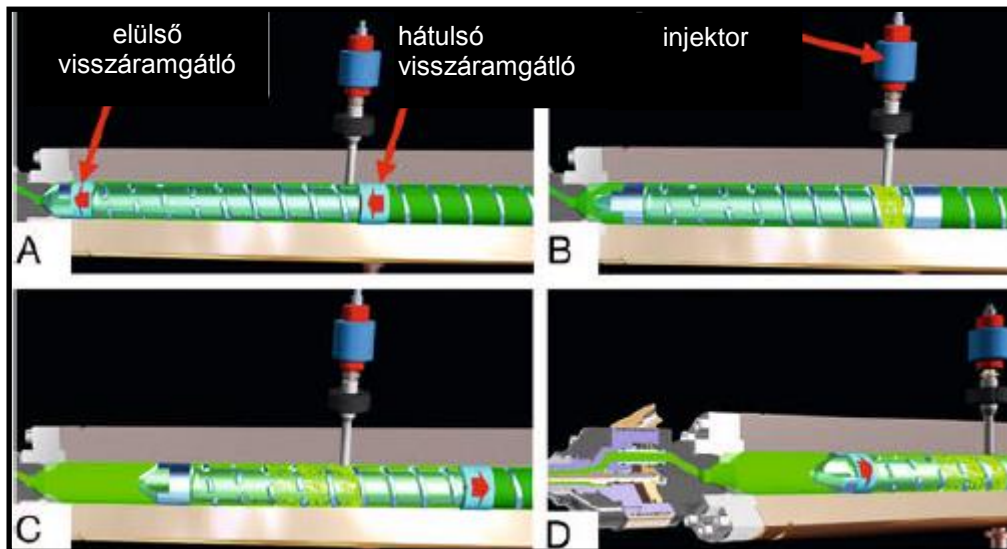 elülső
visszáramgátló
hátulsó
visszáramgátló
injektor
A
B
C
D